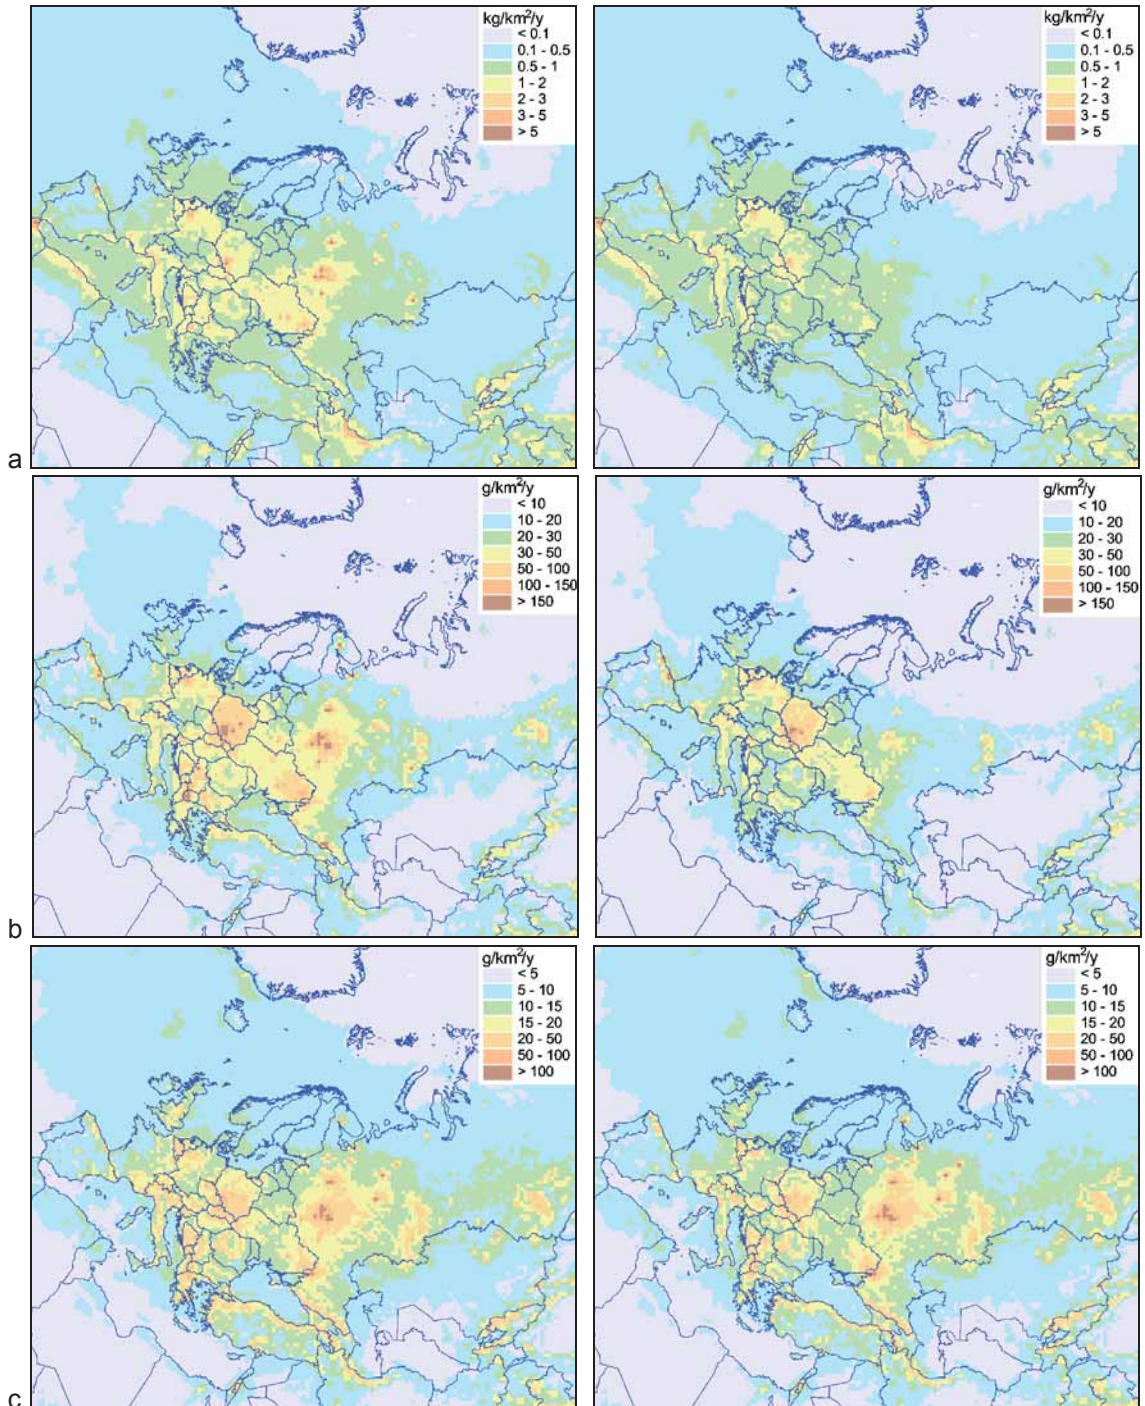 kg/km²/y
< 0.1
0.1 - 0.5
0.5 - 1
1 - 2
2 - 3
3 - 5
> 5
kg/km²/y
< 0.1
0.1 - 0.5
0.5 - 1
1 - 2
2 - 3
3 - 5
> 5
a
g/km²/y
< 10
10 - 20
20 - 30
30 - 50
50 - 100
100 - 150
> 150
g/km²/y
< 10
10 - 20
20 - 30
30 - 50
50 - 100
100 - 150
> 150
b
g/km²/y
< 5
5 - 10
10 - 15
15 - 20
20 - 50
50 - 100
> 100
g/km²/y
< 5
5 - 10
10 - 15
15 - 20
20 - 50
50 - 100
> 100
c